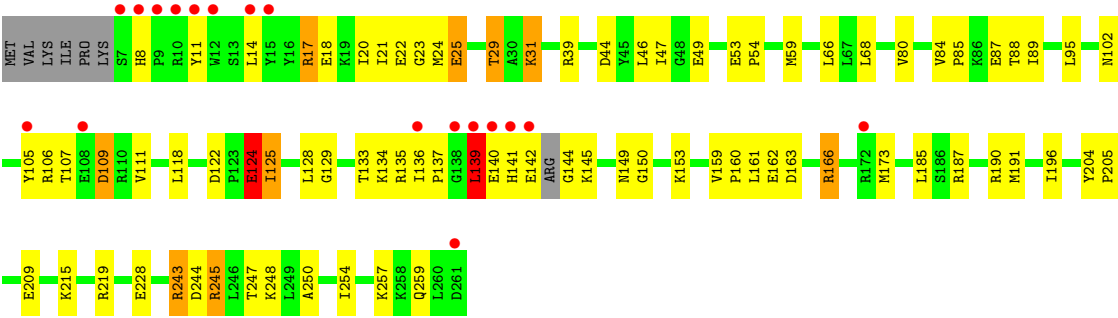 MET VAL LYS ILE PRO LYS S7 H8 P9 R10 Y11 W12 S13 L14 Y15 Y16 R17 E18 K19 I20 I21 E22 G23 M24 E25 T29 A30 K31 R39 D44 Y45 L46 I47 G48 E49 E53 P54 M59 L66 L67 L68 V80 V84 P85 K86 E87 T88 I89 L95 N102
Y105 R106 T107 E108 D109 R110 V111 L118 D122 P123 E124 I125 L128 G129 T133 K134 R135 I136 P137 G138 L139 E140 H141 E142 ARG G144 K145 N149 G150 K153 V159 P160 L161 E162 D163 R166 R172 M173 L185 S186 R187 R190 M191 I196 Y204 P205
E209 K215 R219 E228 R243 D244 R245 L246 T247 K248 L249 A250 I254 K257 K258 Q259 L260 D261